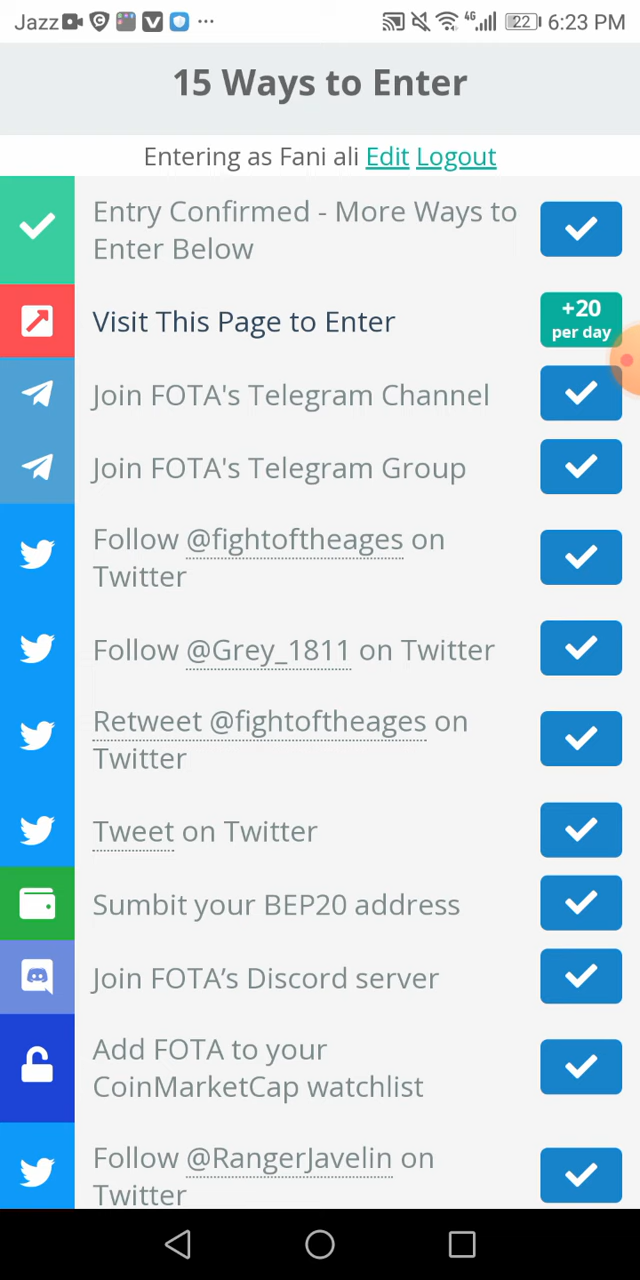 Jazz ... 4G 22 6:23 PM
15 Ways to Enter
Entering as Fani ali Edit Logout
Entry Confirmed - More Ways to
Enter Below
Visit This Page to Enter
+20
per day
Join FOTA's Telegram Channel
Join FOTA's Telegram Group
Follow @fightoftheages on
Twitter
Follow @Grey_1811 on Twitter
Retweet @fightoftheages on
Twitter
Tweet on Twitter
Sumbit your BEP20 address
Join FOTA’s Discord server
Add FOTA to your
CoinMarketCap watchlist
Follow @RangerJavelin on
Twitter